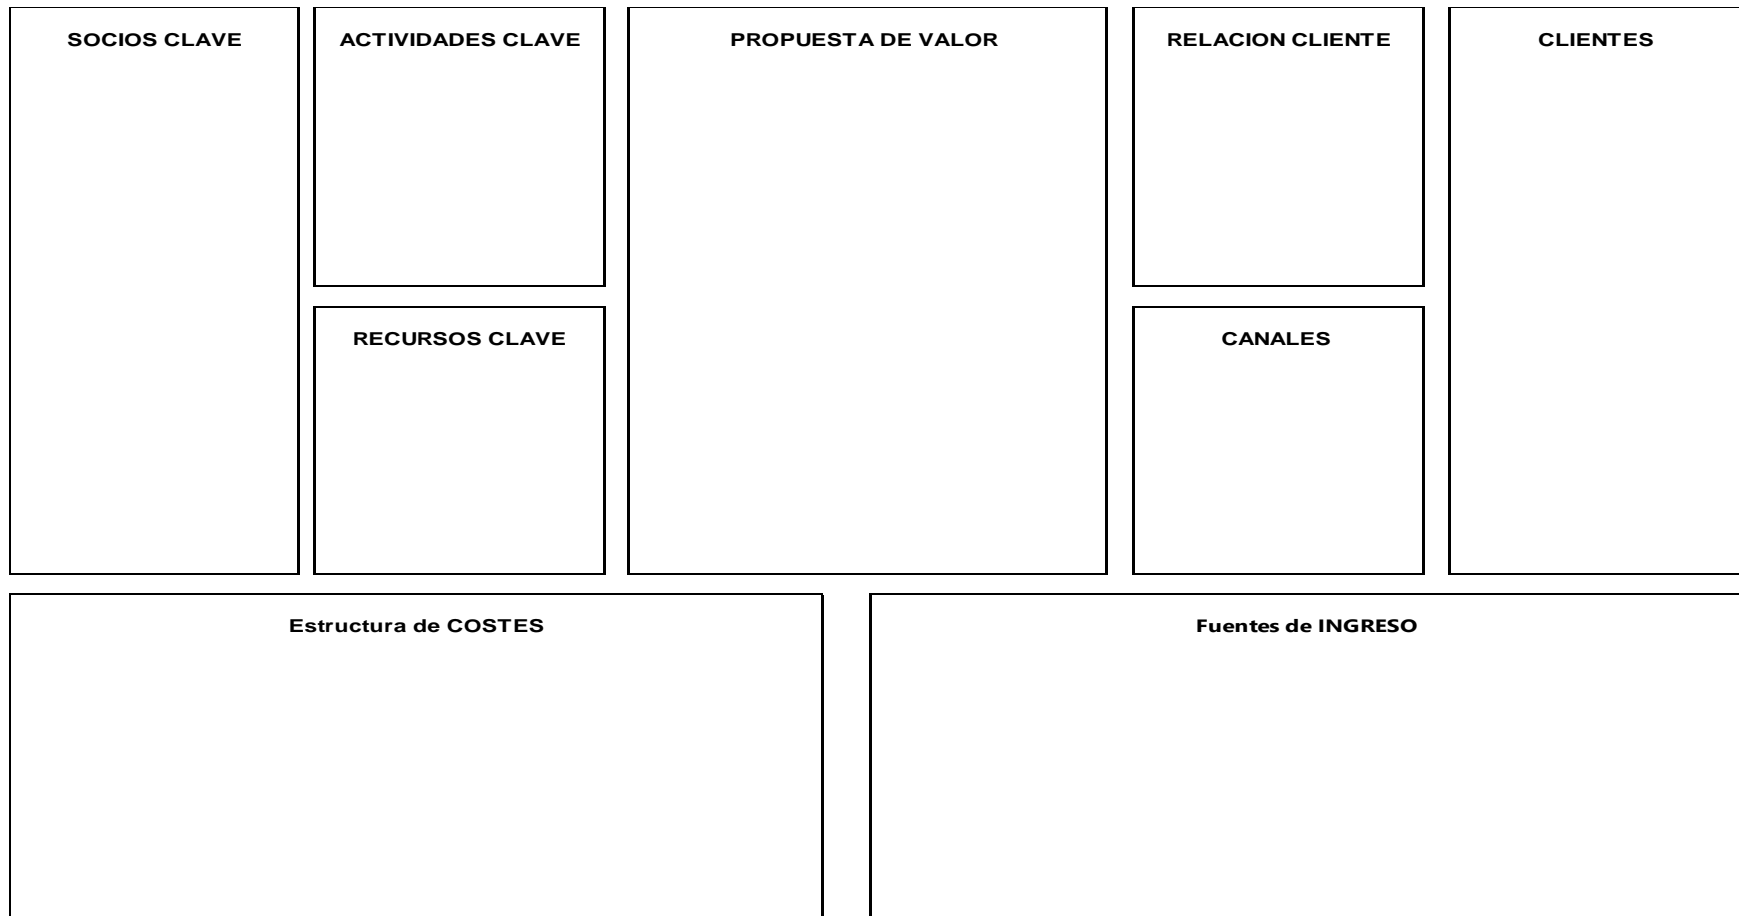 SOCIOS CLAVE
ACTIVIDADES CLAVE
PROPUESTA DE VALOR
RELACION CLIENTE
CLIENTES
RECURSOS CLAVE
CANALES
Estructura de COSTES
Fuentes de INGRESO